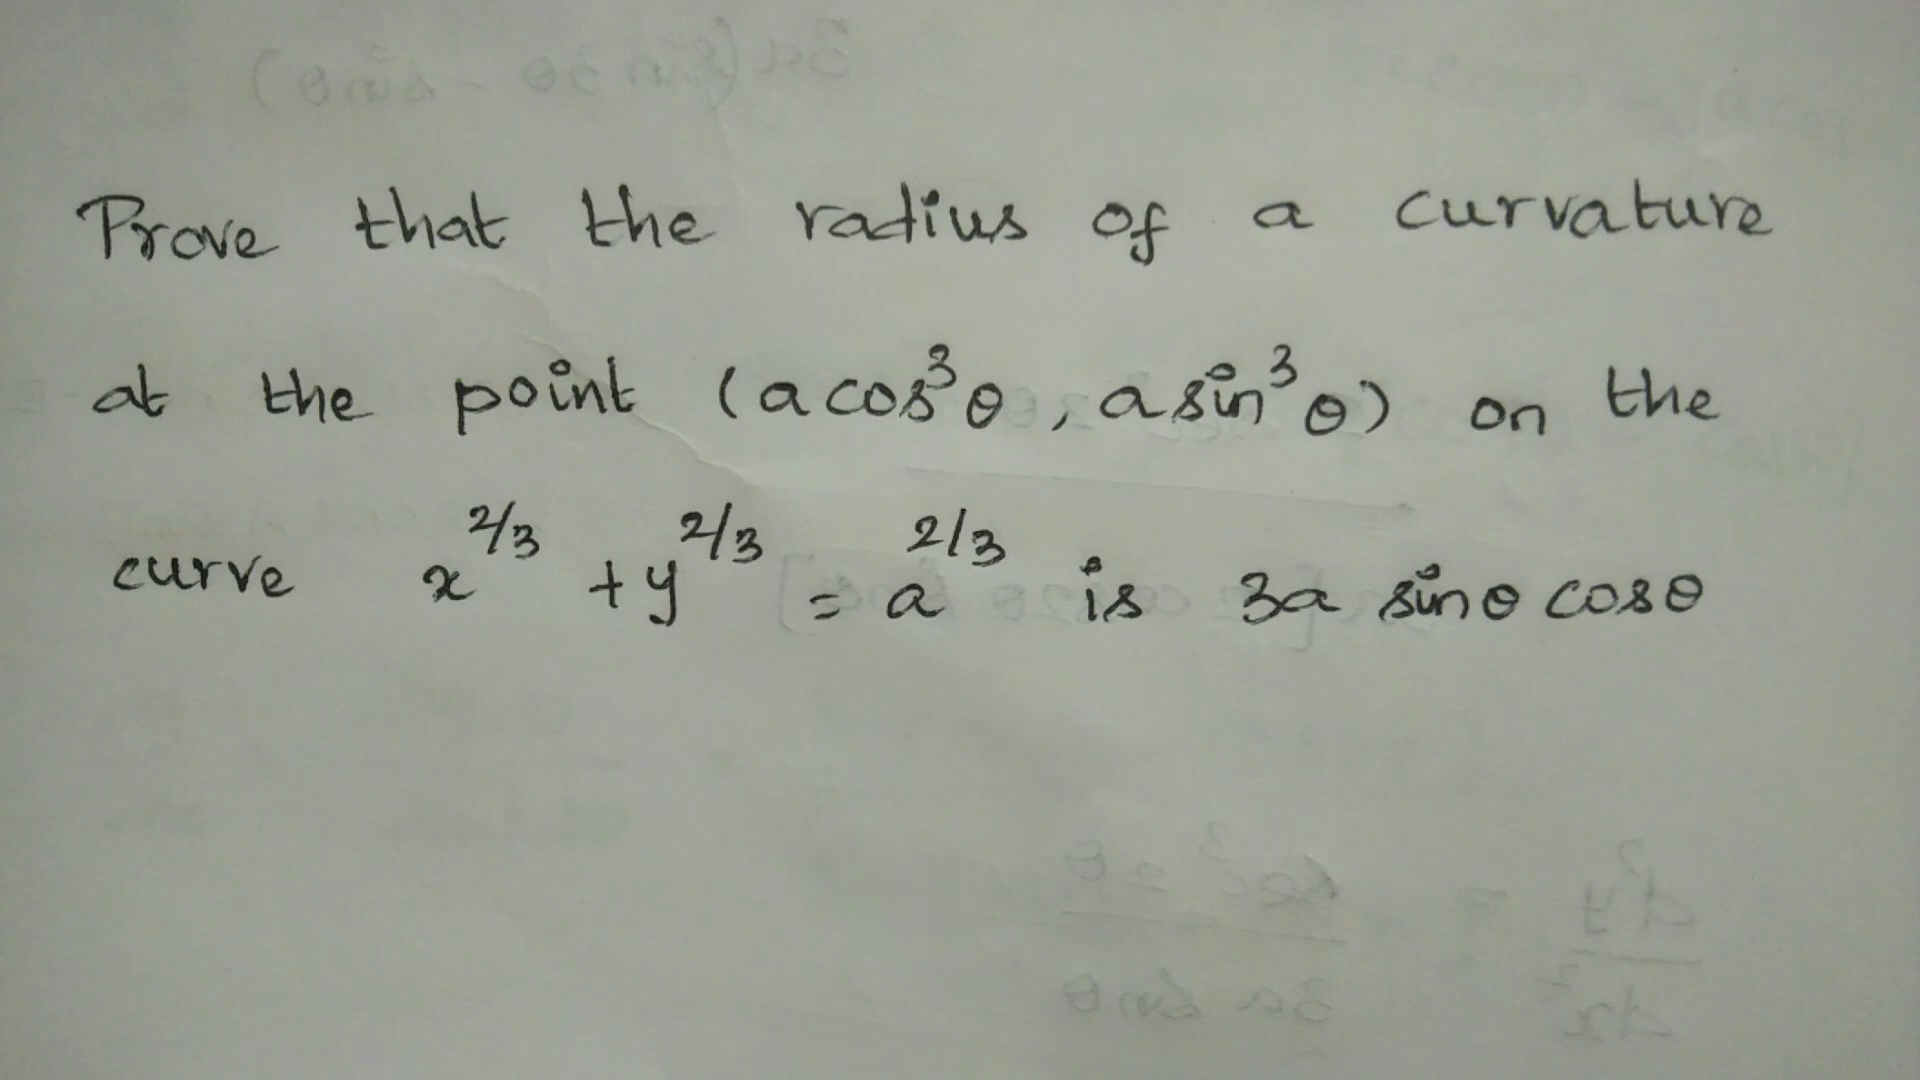 Prove that the radius of a curvature
at the point (a cos³θ, a sin³θ) on the
curve x^2/3 + y^2/3 = a^2/3 is 3a sinθ cosθ